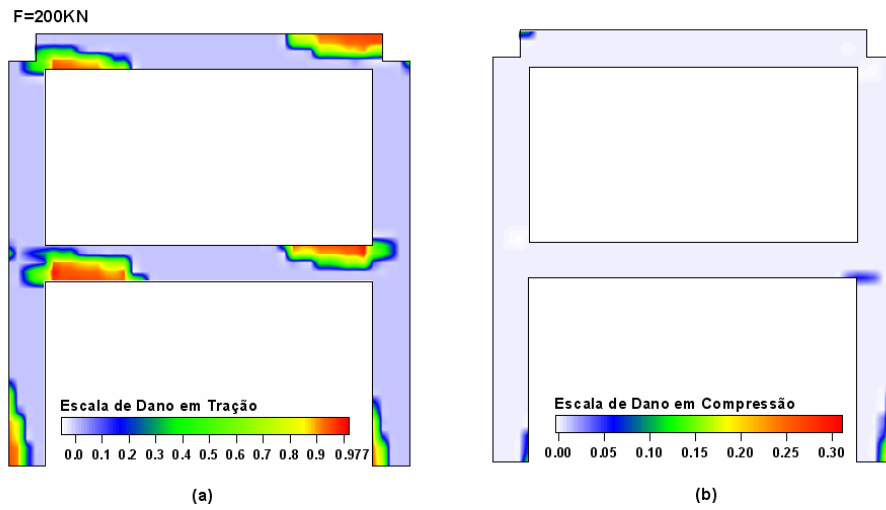 F=200KN
Escala de Dano em Tração
0.0 0.1 0.2 0.3 0.4 0.5 0.6 0.7 0.8 0.9 0.977
(a)
Escala de Dano em Compressão
0.00 0.05 0.10 0.15 0.20 0.25 0.30
(b)